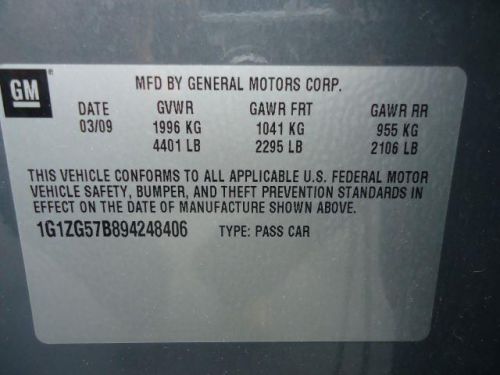 GM ®
MFD BY GENERAL MOTORS CORP.
DATE GVWR GAWR FRT GAWR RR
03/09 1996 KG 1041 KG 955 KG
4401 LB 2295 LB 2106 LB
THIS VEHICLE CONFORMS TO ALL APPLICABLE U.S. FEDERAL MOTOR
VEHICLE SAFETY, BUMPER, AND THEFT PREVENTION STANDARDS IN
EFFECT ON THE DATE OF MANUFACTURE SHOWN ABOVE.
1G1ZG57B894248406 TYPE: PASS CAR